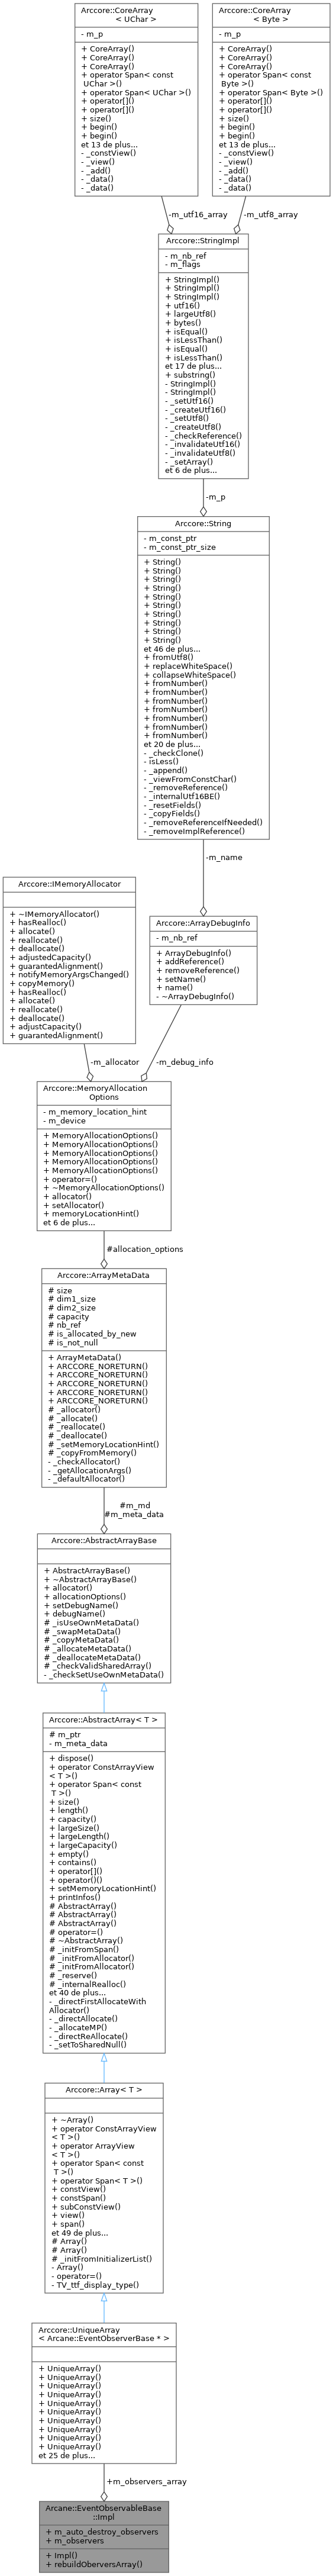 Arccore::CoreArray
< UChar >
- m_p
+ CoreArray()
+ CoreArray()
+ CoreArray()
+ operator Span< const
UChar >()
+ operator Span< UChar >()
+ operator[]()
+ operator[]()
+ size()
+ begin()
+ begin()
et 13 de plus...
- _constView()
- _view()
- _add()
- _data()
- _data()
Arccore::CoreArray
< Byte >
- m_p
+ CoreArray()
+ CoreArray()
+ CoreArray()
+ operator Span< const
Byte >()
+ operator Span< Byte >()
+ operator[]()
+ operator[]()
+ size()
+ begin()
+ begin()
et 13 de plus...
- _constView()
- _view()
- _add()
- _data()
- _data()
-m_utf16_array
-m_utf8_array
Arccore::StringImpl
- m_nb_ref
- m_flags
+ StringImpl()
+ StringImpl()
+ StringImpl()
+ utf16()
+ largeUtf8()
+ bytes()
+ isEqual()
+ isLessThan()
+ isEqual()
+ isLessThan()
et 17 de plus...
+ substring()
- StringImpl()
- StringImpl()
- _setUtf16()
- _createUtf16()
- _setUtf8()
- _createUtf8()
- _checkReference()
- _invalidateUtf16()
- _invalidateUtf8()
- _setArray()
et 6 de plus...
-m_p
Arccore::String
- m_const_ptr
- m_const_ptr_size
+ String()
+ String()
+ String()
+ String()
+ String()
+ String()
+ String()
+ String()
+ String()
+ String()
et 46 de plus...
+ fromUtf8()
+ replaceWhiteSpace()
+ collapseWhiteSpace()
+ fromNumber()
+ fromNumber()
+ fromNumber()
+ fromNumber()
+ fromNumber()
+ fromNumber()
+ fromNumber()
et 20 de plus...
- _checkClone()
- isLess()
- _append()
- _viewFromConstChar()
- _removeReference()
- _internalUtf16BE()
- _resetFields()
- _copyFields()
- _removeReferenceIfNeeded()
- _removeImplReference()
-m_name
Arccore::IMemoryAllocator
+ ~IMemoryAllocator()
+ hasRealloc()
+ allocate()
+ reallocate()
+ deallocate()
+ adjustedCapacity()
+ guarantedAlignment()
+ notifyMemoryArgsChanged()
+ copyMemory()
+ hasRealloc()
+ allocate()
+ reallocate()
+ deallocate()
+ adjustCapacity()
+ guarantedAlignment()
Arccore::ArrayDebugInfo
- m_nb_ref
+ ArrayDebugInfo()
+ addReference()
+ removeReference()
+ setName()
+ name()
- ~ArrayDebugInfo()
-m_allocator
-m_debug_info
Arccore::MemoryAllocation
Options
- m_memory_location_hint
- m_device
+ MemoryAllocationOptions()
+ MemoryAllocationOptions()
+ MemoryAllocationOptions()
+ MemoryAllocationOptions()
+ MemoryAllocationOptions()
+ operator=()
+ ~MemoryAllocationOptions()
+ allocator()
+ setAllocator()
+ memoryLocationHint()
et 6 de plus...
#allocation_options
Arccore::ArrayMetaData
# size
# dim1_size
# dim2_size
# capacity
# nb_ref
# is_allocated_by_new
# is_not_null
+ ArrayMetaData()
+ ARCCORE_NORETURN()
+ ARCCORE_NORETURN()
+ ARCCORE_NORETURN()
+ ARCCORE_NORETURN()
+ ARCCORE_NORETURN()
# _allocator()
# _allocate()
# _reallocate()
# _deallocate()
# _setMemoryLocationHint()
# _copyFromMemory()
- _checkAllocator()
- _getAllocationArgs()
- _defaultAllocator()
#m_md
#m_meta_data
Arccore::AbstractArrayBase
+ AbstractArrayBase()
+ ~AbstractArrayBase()
+ allocator()
+ allocationOptions()
+ setDebugName()
+ debugName()
# _isUseOwnMetaData()
# _swapMetaData()
# _copyMetaData()
# _allocateMetaData()
# _deallocateMetaData()
# _checkValidSharedArray()
- _checkSetUseOwnMetaData()
Arccore::AbstractArray< T >
# m_ptr
- m_meta_data
+ dispose()
+ operator ConstArrayView
< T >()
+ operator Span< const
T >()
+ size()
+ length()
+ capacity()
+ largeSize()
+ largeLength()
+ largeCapacity()
+ empty()
+ contains()
+ operator[]()
+ operator()()
+ setMemoryLocationHint()
+ printInfos()
# AbstractArray()
# AbstractArray()
# AbstractArray()
# operator=()
# ~AbstractArray()
# _initFromSpan()
# _initFromAllocator()
# _initFromAllocator()
# _reserve()
# _internalRealloc()
et 40 de plus...
- _directFirstAllocateWith
Allocator()
- _directAllocate()
- _allocateMP()
- _directReAllocate()
- _setToSharedNull()
Arccore::Array< T >
+ ~Array()
+ operator ConstArrayView
< T >()
+ operator ArrayView
< T >()
+ operator Span< const
T >()
+ operator Span< T >()
+ constView()
+ constSpan()
+ subConstView()
+ view()
+ span()
et 49 de plus...
# Array()
# Array()
# _initFromInitializerList()
- Array()
- operator=()
- TV_ttf_display_type()
Arccore::UniqueArray
< Arcane::EventObserverBase * >
+ UniqueArray()
+ UniqueArray()
+ UniqueArray()
+ UniqueArray()
+ UniqueArray()
+ UniqueArray()
+ UniqueArray()
+ UniqueArray()
+ UniqueArray()
+ UniqueArray()
et 25 de plus...
+m_observers_array
Arcane::EventObservableBase
::Impl
+ m_auto_destroy_observers
+ m_observers
+ Impl()
+ rebuildOberversArray()